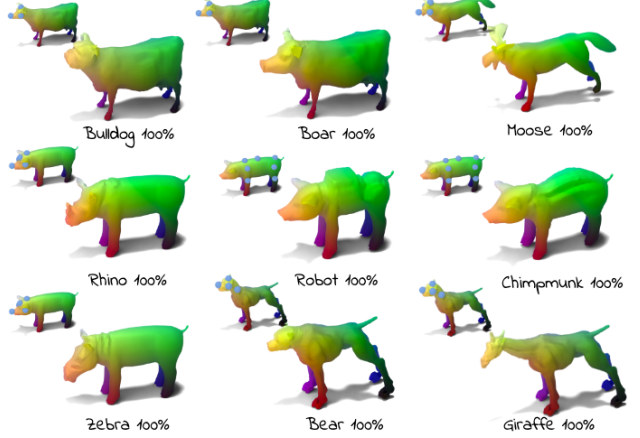 Bulldog 100%
Boar 100%
Moose 100%
Rhino 100%
Robot 100%
Chimpmunk 100%
Zebra 100%
Bear 100%
Giraffe 100%